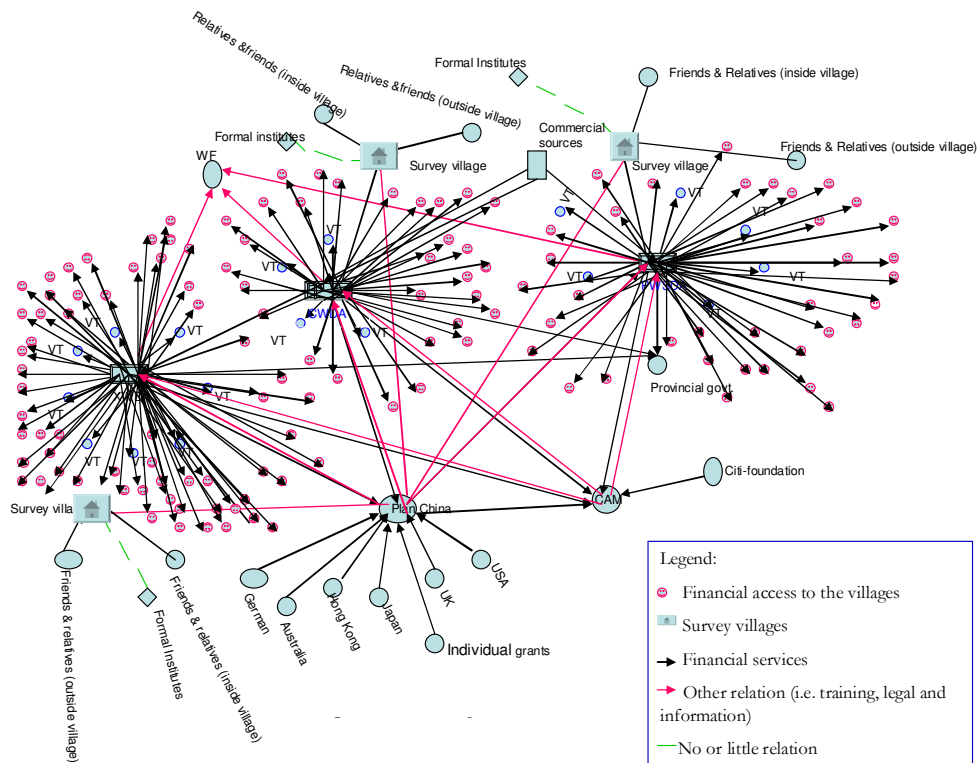 Relatives &friends (inside village)
Relatives &friends (outside village)
Formal Institutes
Friends & Relatives (inside village)
Formal institutes
Commercial
sources
WF
Survey village
Survey village
Friends & Relatives (outside village)
VT
VT
VT
VT
VT
VT
VT
VT
VT
CWDA
VT
VT
VT
VT
VT
VT
Provincial govt.
VT
VT
VT
VT
Citi-foundation
Survey villa
Plan China
CAM
German
Australia
Hong Kong
Japan
UK
USA
Individual grants
Friends & relatives (outside village)
Formal Institutes
Friends & relatives (inside village)
Legend:
Financial access to the villages
Survey villages
Financial services
Other relation (i.e. training, legal and
information)
No or little relation